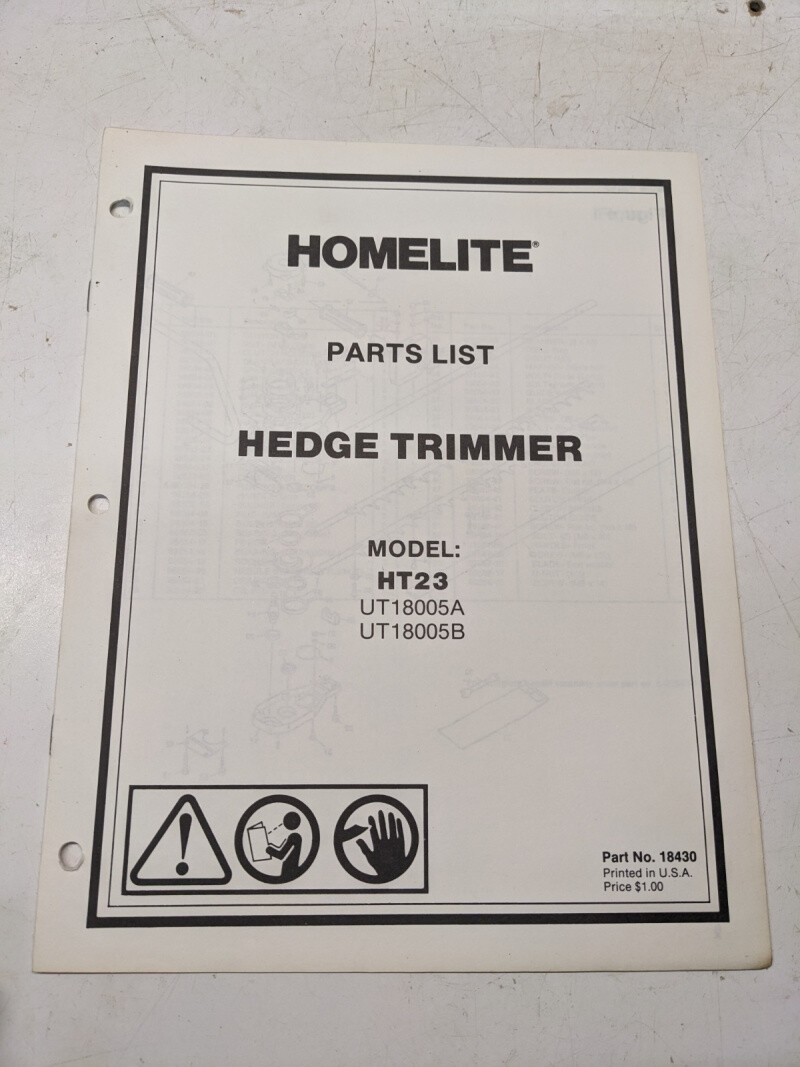 HOMELITE®
PARTS LIST
HEDGE TRIMMER
MODEL:
HT23
UT18005A
UT18005B
Part No. 18430
Printed in U.S.A.
Price $1.00